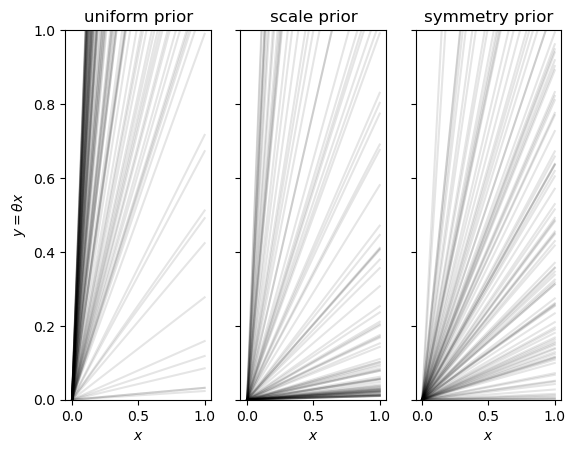 uniform prior
scale prior
symmetry prior
1.0
0.8
0.6
0.4
0.2
0.0
y = θx
0.0 0.5 1.0
0.0 0.5 1.0
0.0 0.5 1.0
x
x
x